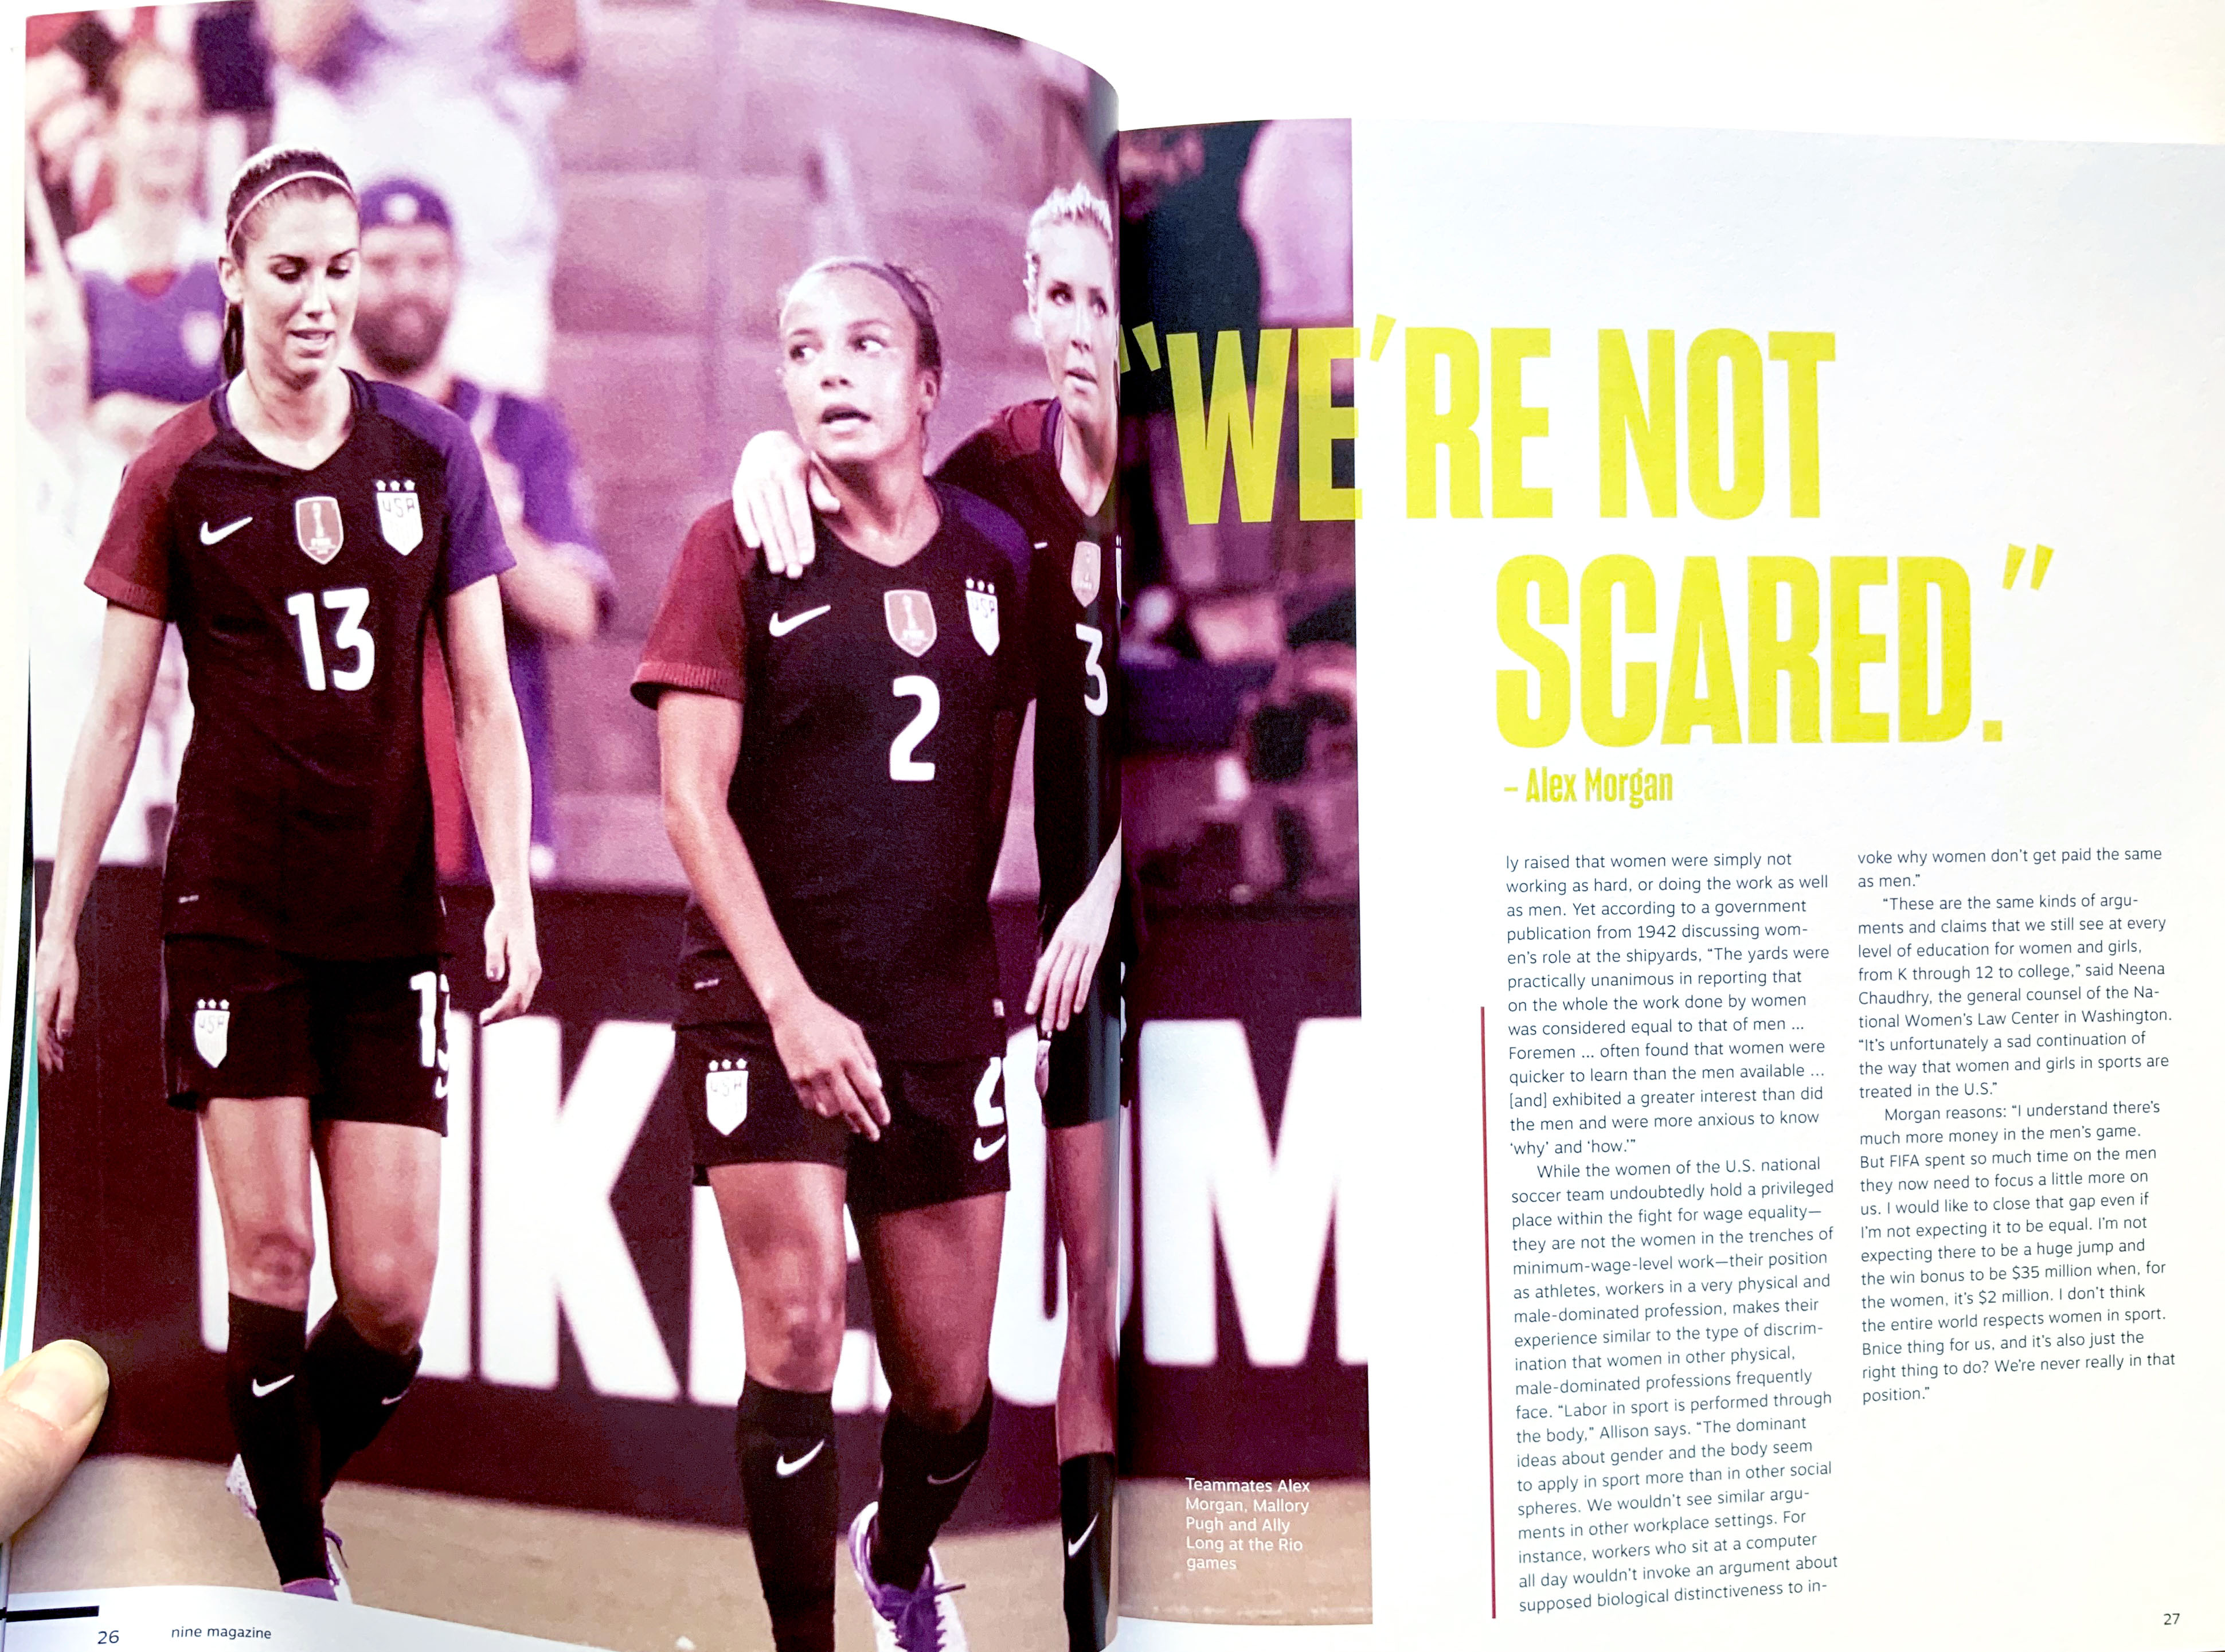 13
USA
13
USA
2
USA
USA
3
Teammates Alex
Morgan, Mallory
Pugh and Ally
Long at the Rio
games
26
nine magazine
“WE’RE NOT
SCARED.”
– Alex Morgan
ly raised that women were simply not
working as hard, or doing the work as well
as men. Yet according to a government
publication from 1942 discussing wom-
en’s role at the shipyards, “The yards were
practically unanimous in reporting that
on the whole the work done by women
was considered equal to that of men ...
Foremen ... often found that women were
quicker to learn than the men available ...
[and] exhibited a greater interest than did
the men and were more anxious to know
‘why’ and ‘how.’”
While the women of the U.S. national
soccer team undoubtedly hold a privileged
place within the fight for wage equality—
they are not the women in the trenches of
minimum-wage-level work—their position
as athletes, workers in a very physical and
male-dominated profession, makes their
experience similar to the type of discrim-
ination that women in other physical,
male-dominated professions frequently
face. “Labor in sport is performed through
the body,” Allison says. “The dominant
ideas about gender and the body seem
to apply in sport more than in other social
spheres. We wouldn’t see similar argu-
ments in other workplace settings. For
instance, workers who sit at a computer
all day wouldn’t invoke an argument about
supposed biological distinctiveness to in-
voke why women don’t get paid the same
as men.”
“These are the same kinds of argu-
ments and claims that we still see at every
level of education for women and girls,
from K through 12 to college,” said Neena
Chaudhry, the general counsel of the Na-
tional Women’s Law Center in Washington.
“It’s unfortunately a sad continuation of
the way that women and girls in sports are
treated in the U.S.”
Morgan reasons: “I understand there’s
much more money in the men’s game.
But FIFA spent so much time on the men
they now need to focus a little more on
us. I would like to close that gap even if
I’m not expecting it to be equal. I’m not
expecting there to be a huge jump and
the win bonus to be $35 million when, for
the women, it’s $2 million. I don’t think
the entire world respects women in sport.
Bnice thing for us, and it’s also just the
right thing to do? We’re never really in that
position.”
27